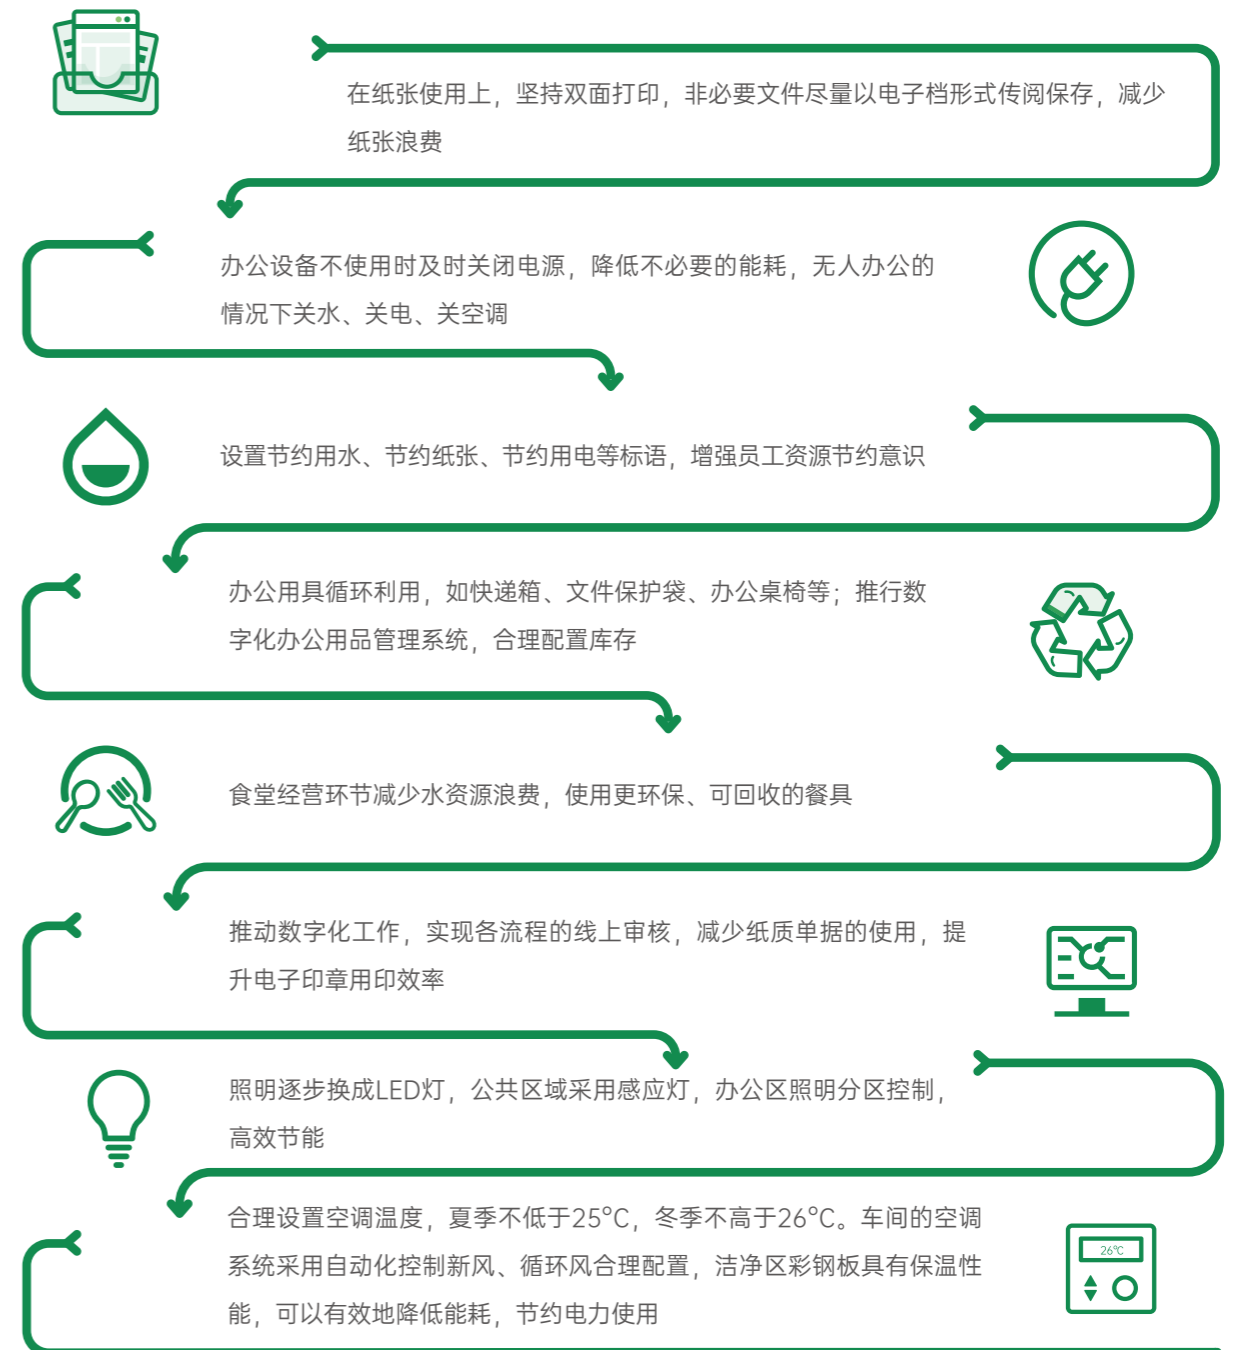 在纸张使用上，坚持双面打印，非必要文件尽量以电子档形式传阅保存，减少
纸张浪费
办公设备不使用时及时关闭电源，降低不必要的能耗，无人办公的
情况下关水、关电、关空调
设置节约用水、节约纸张、节约用电等标语，增强员工资源节约意识
办公用具循环利用，如快递箱、文件保护袋、办公桌椅等；推行数
字化办公用品管理系统，合理配置库存
食堂经营环节减少水资源浪费，使用更环保、可回收的餐具
推动数字化工作，实现各流程的线上审核，减少纸质单据的使用，提
升电子印章用印效率
照明逐步换成LED灯，公共区域采用感应灯，办公区照明分区控制，
高效节能
合理设置空调温度，夏季不低于25°C，冬季不高于26°C。车间的空调
系统采用自动化控制新风、循环风合理配置，洁净区彩钢板具有保温性
能，可以有效地降低能耗，节约电力使用
26°C